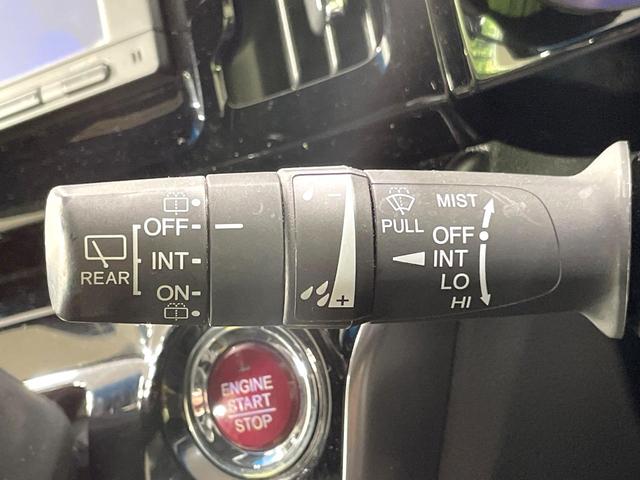 OFF
INT
ON
REAR
- 
+
PULL
MIST
OFF
INT
LO
HI
ENGINE
START
STOP